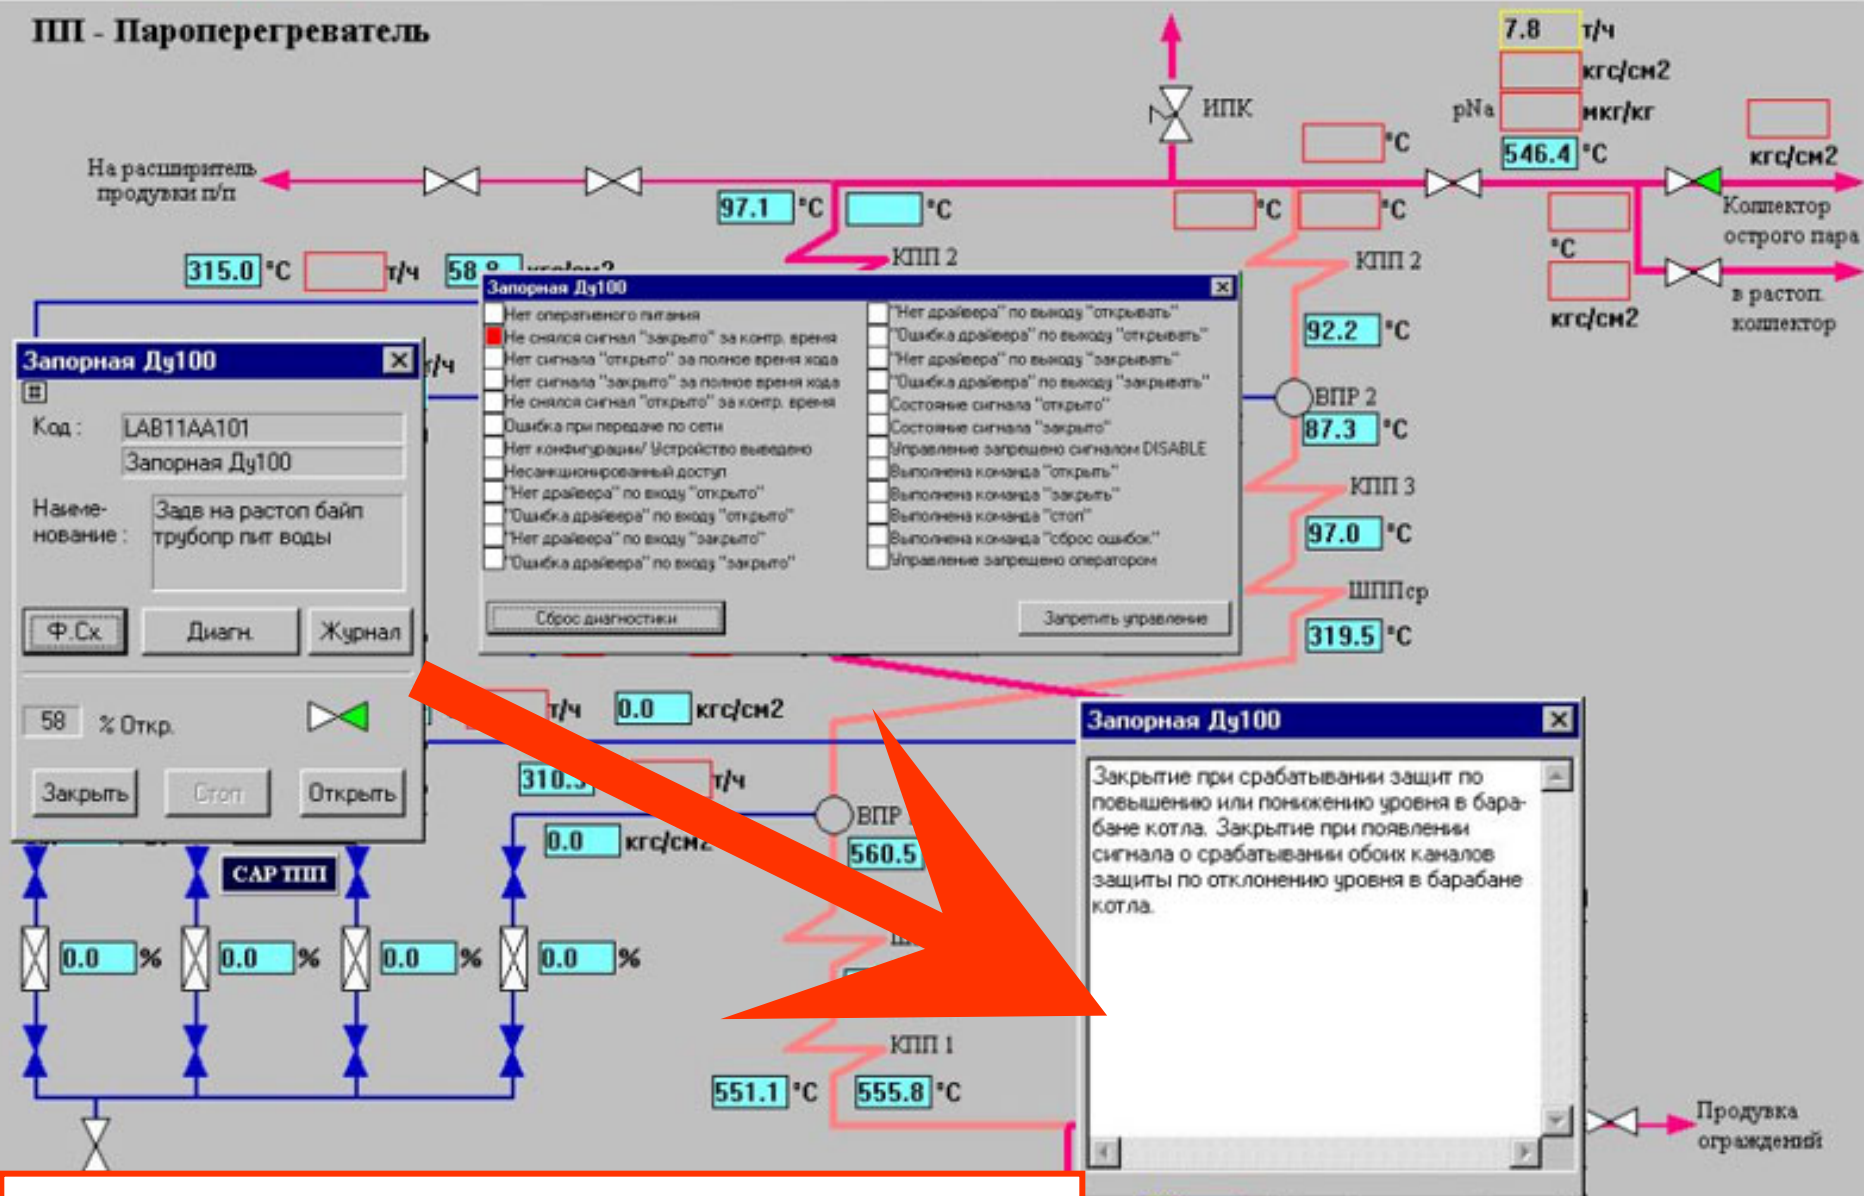 ПП - Пароперегреватель
7.8 т/ч
кгс/см2
pNa мкг/кг
546.4 °C
ИПК
°C
кгс/см2
На расширитель
продувки п/п
97.1 °C
°C
°C
°C
Коллектор
острого пара
°C
кгс/см2
в растоп.
коллектор
315.0 °C
т/ч
КПП 2
КПП 2
92.2 °C
ВПР 2
87.3 °C
КПП 3
97.0 °C
ШППср
319.5 °C
Запорная Ду100
Нет оперативного питания
Не снялся сигнал "закрыто" за контр. время
Нет сигнала "открыто" за полное время хода
Нет сигнала "закрыто" за полное время хода
Не снялся сигнал "открыто" за контр. время
Ошибка при передаче по сети
Нет конфигурации/ Устройство выведено
Несанкционированный доступ
"Нет драйвера" по входу "открыто"
"Ошибка драйвера" по входу "открыто"
"Нет драйвера" по входу "закрыто"
"Ошибка драйвера" по входу "закрыто"
"Нет драйвера" по выходу "открывать"
"Ошибка драйвера" по выходу "открывать"
"Нет драйвера" по выходу "закрывать"
"Ошибка драйвера" по выходу "закрывать"
Состояние сигнала "открыто"
Состояние сигнала "закрыто"
Управление запрещено сигналом DISABLE
Выполнена команда "открыть"
Выполнена команда "закрыть"
Выполнена команда "стоп"
Выполнена команда "сброс ошибок"
Управление запрещено оператором
Сброс диагностики
Запретить управление
Запорная Ду100
т/ч
Код : LAB11AA101
Запорная Ду100
Наиме-
нование :
Задв на растоп байп
трубопр пит воды
Ф.Сх.
Диагн.
Журнал
58 % Откр.
Закрыть
Стоп
Открыть
т/ч
0.0 кгс/см2
т/ч
0.0 кгс/см2
ВПР
560.5
САР ПП
0.0 %
0.0 %
0.0 %
0.0 %
КПП 1
551.1 °C
555.8 °C
Запорная Ду100
Закрытие при срабатывании защит по
повышению или понижению уровня в бара-
бане котла. Закрытие при появлении
сигнала о срабатывании обоих каналов
защиты по отклонению уровня в барабане
котла.
Продувка
ограждений